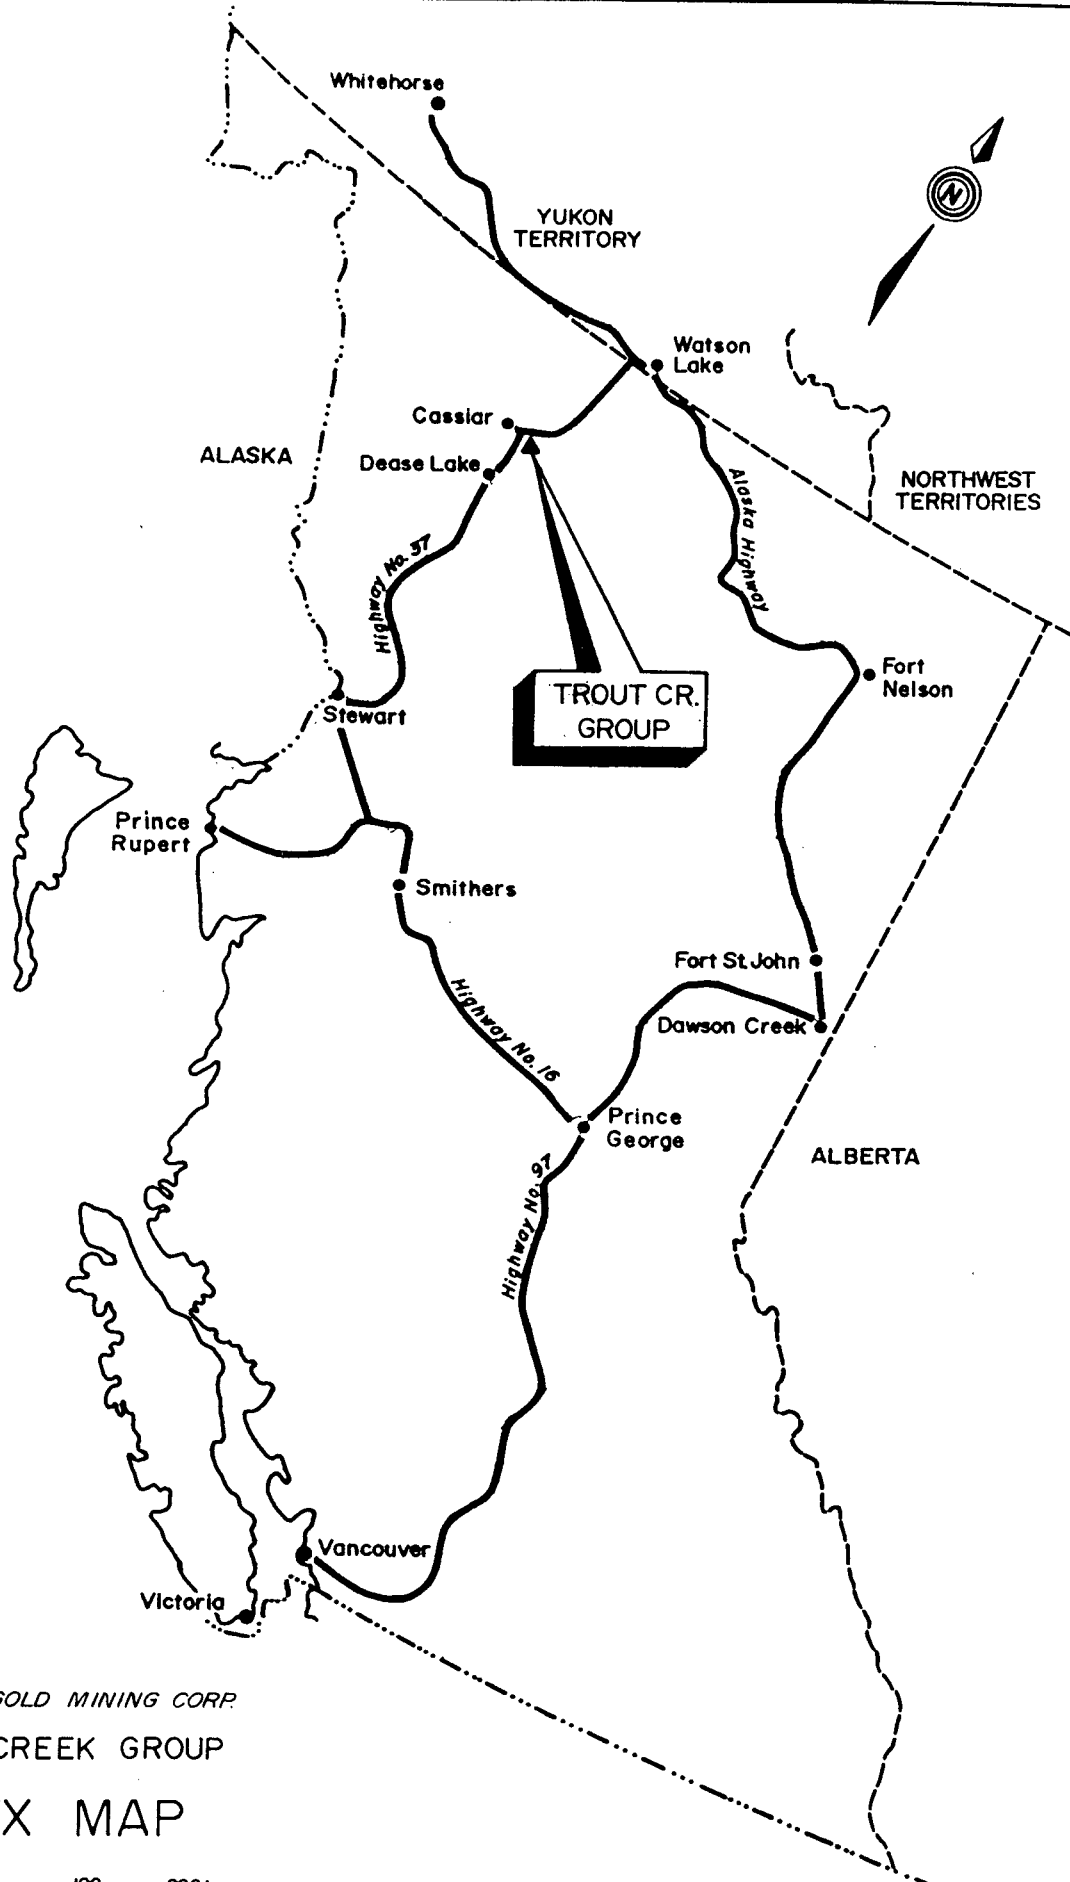 Whitehorse
N
YUKON
TERRITORY
Watson
Lake
Cassiar
ALASKA
Dease Lake
NORTHWEST
TERRITORIES
Alaska Highway
Highway No. 37
Fort
Nelson
TROUT CR.
GROUP
Stewart
Prince
Rupert
Smithers
Fort St. John
Highway No. 16
Dawson Creek
Prince
George
ALBERTA
Highway No. 97
Vancouver
Victoria
GOLD MINING CORP.
CREEK GROUP
X MAP